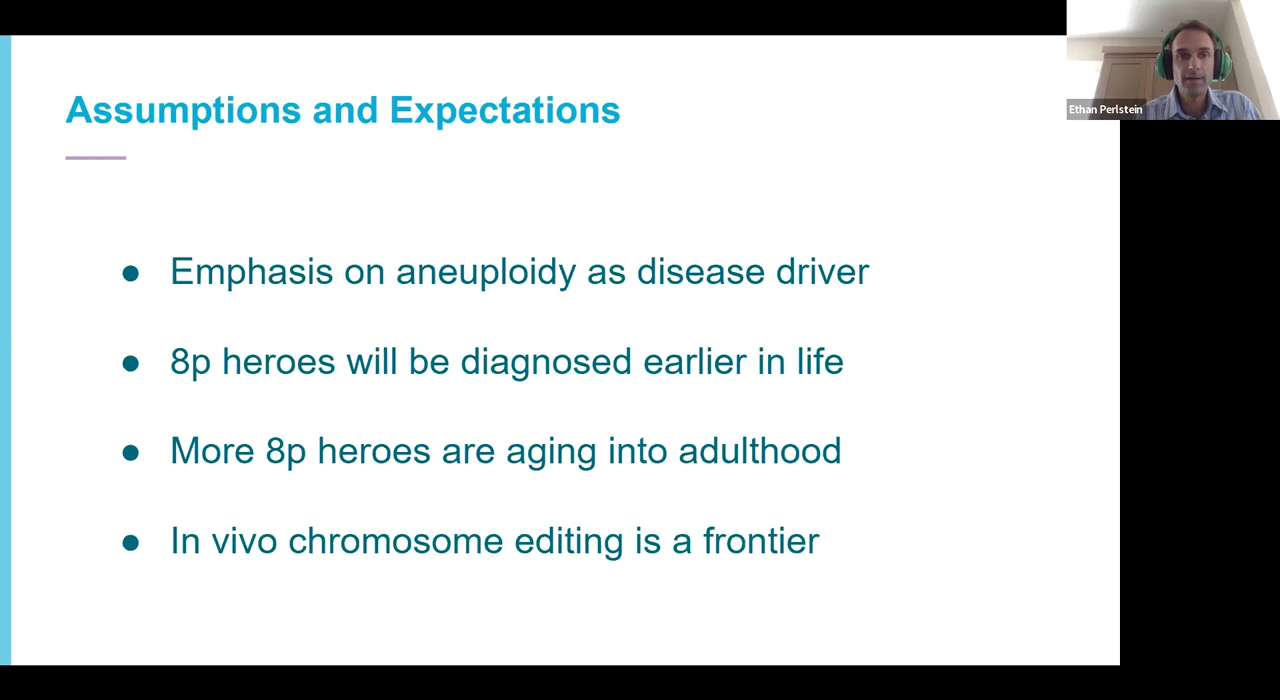 Assumptions and Expectations
Ethan Perlstein
● Emphasis on aneuploidy as disease driver
● 8p heroes will be diagnosed earlier in life
● More 8p heroes are aging into adulthood
● In vivo chromosome editing is a frontier